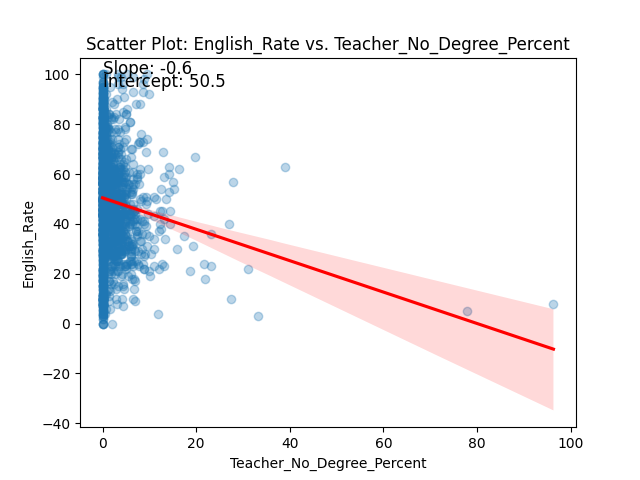 Scatter Plot: English_Rate vs. Teacher_No_Degree_Percent
Slope: -0.6
Intercept: 50.5
100
80
60
40
20
0
−20
−40
English_Rate
0
20
40
60
80
100
Teacher_No_Degree_Percent